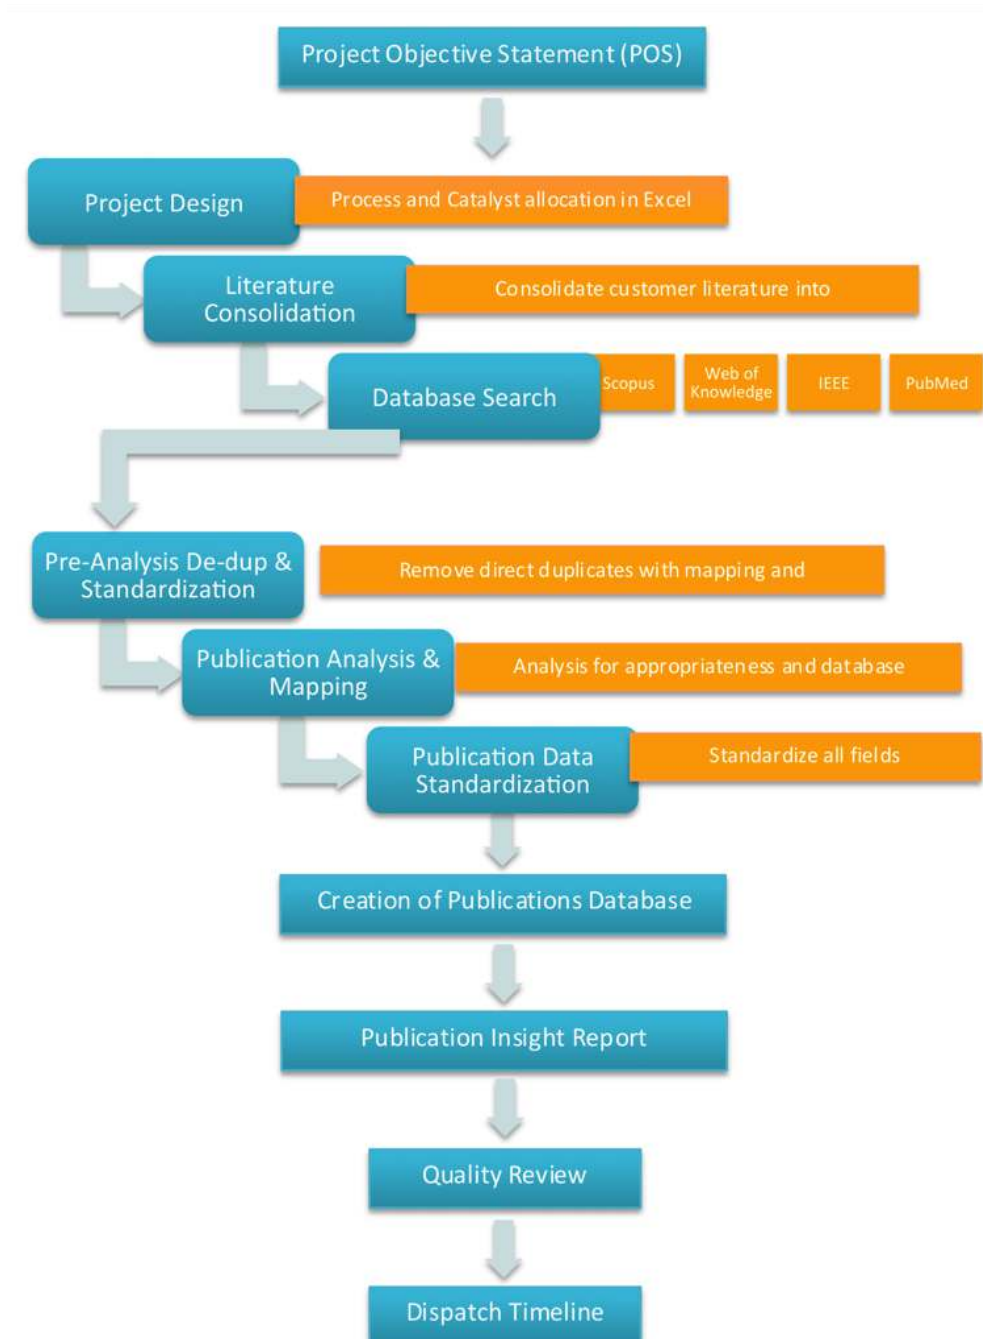 Project Objective Statement (POS)
Project Design
Process and Catalyst allocation in Excel
Literature
Consolidation
Consolidate customer literature into
Database Search
Scopus
Web of
Knowledge
IEEE
PubMed
Pre-Analysis De-dup &
Standardization
Remove direct duplicates with mapping and
Publication Analysis &
Mapping
Analysis for appropriateness and database
Publication Data
Standardization
Standardize all fields
Creation of Publications Database
Publication Insight Report
Quality Review
Dispatch Timeline